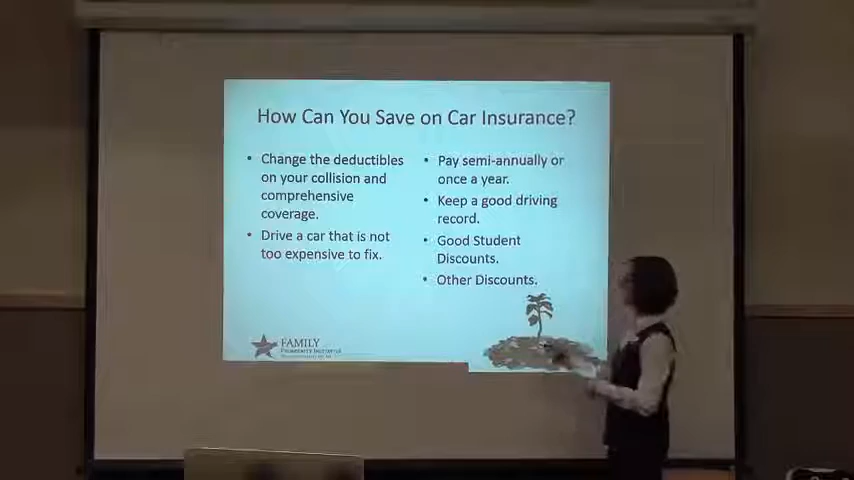 How Can You Save on Car Insurance?
• Change the deductibles
on your collision and
comprehensive
coverage.
• Drive a car that is not
too expensive to fix.
• Pay semi-annually or
once a year.
• Keep a good driving
record.
• Good Student
Discounts.
• Other Discounts.
FAMILY
PROSPERITY INITIATIVE